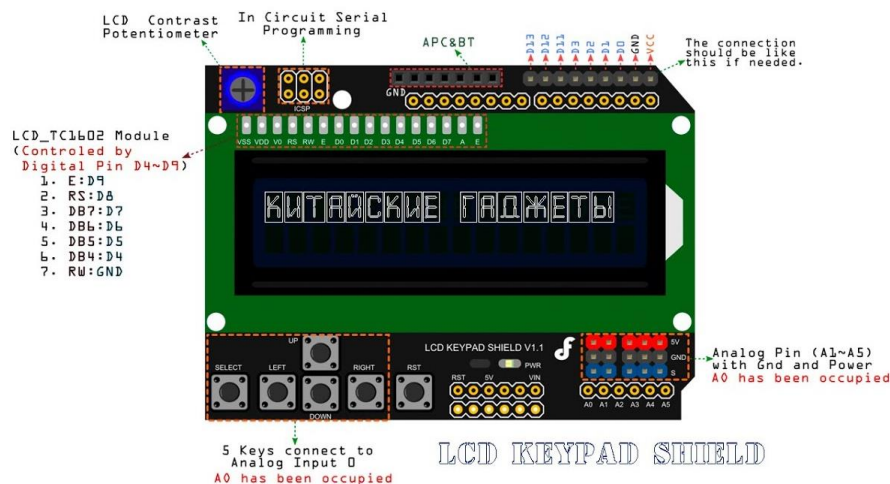 LCD Contrast
Potentiometer
In Circuit Serial
Programming
APC&BT
D13
D12
D11
D3
D2
D1
D0
GND
VCC
The connection
should be like
this if needed.
GND
ICSP
VSS VDD V0 RS RW E D0 D1 D2 D3 D4 D5 D6 D7 A E
LCD_TC1602 Module
(Controled by
Digital Pin D4~D9)
1. E:D9
2. RS:D8
3. DB7:D7
4. DB6:D6
5. DB5:D5
6. DB4:D4
7. RW:GND
КИТАЙСКИЕ ГАДЖЕТЫ
UP
SELECT
LEFT
RIGHT
DOWN
RST
LCD KEYPAD SHIELD V1.1
PWR
RST 5V VIN
5V
GND
S
A0 A1 A2 A3 A4 A5
Analog Pin (A1~A5)
with Gnd and Power
A0 has been occupied
5 Keys connect to
Analog Input 0
A0 has been occupied
LCD KEYPAD SHIELD